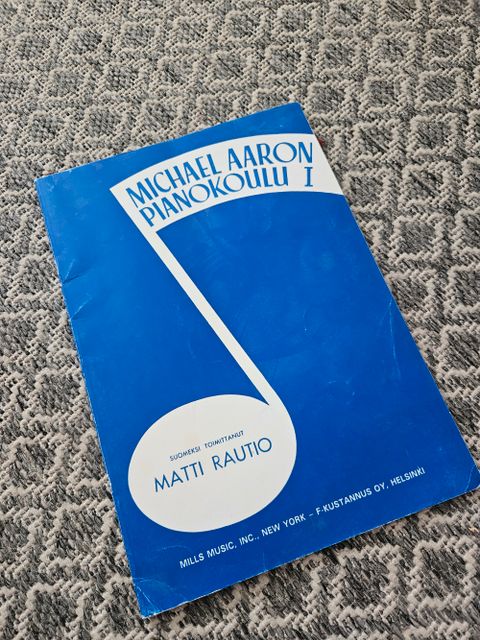 MICHAEL AARON
PIANOKOULU I
SUOMEKSI TOIMITTANUT
MATTI RAUTIO
MILLS MUSIC, INC., NEW YORK – F-KUSTANNUS OY, HELSINKI